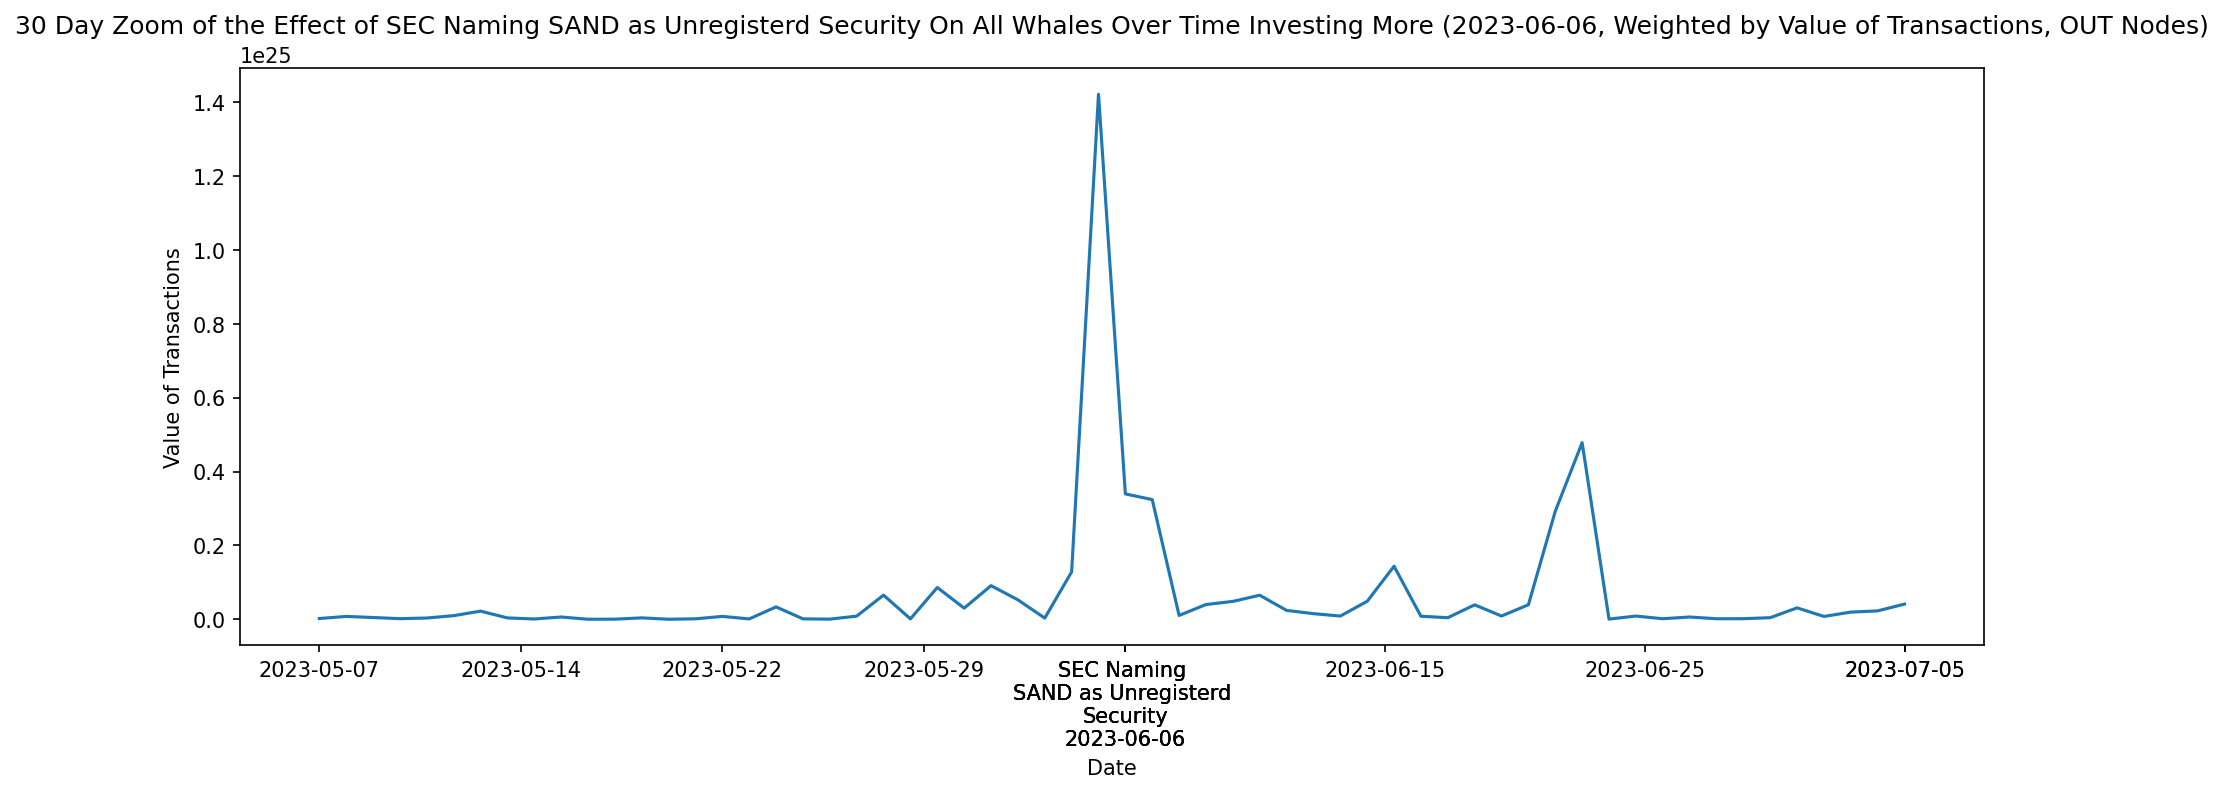 30 Day Zoom of the Effect of SEC Naming SAND as Unregisterd Security On All Whales Over Time Investing More (2023-06-06, Weighted by Value of Transactions, OUT Nodes)
1e25
1.4
1.2
1.0
0.8
0.6
0.4
0.2
0.0
Value of Transactions
2023-05-07 2023-05-14 2023-05-22 2023-05-29 SEC Naming 2023-06-15 2023-06-25 2023-07-05
SAND as Unregisterd
Security
2023-06-06
Date